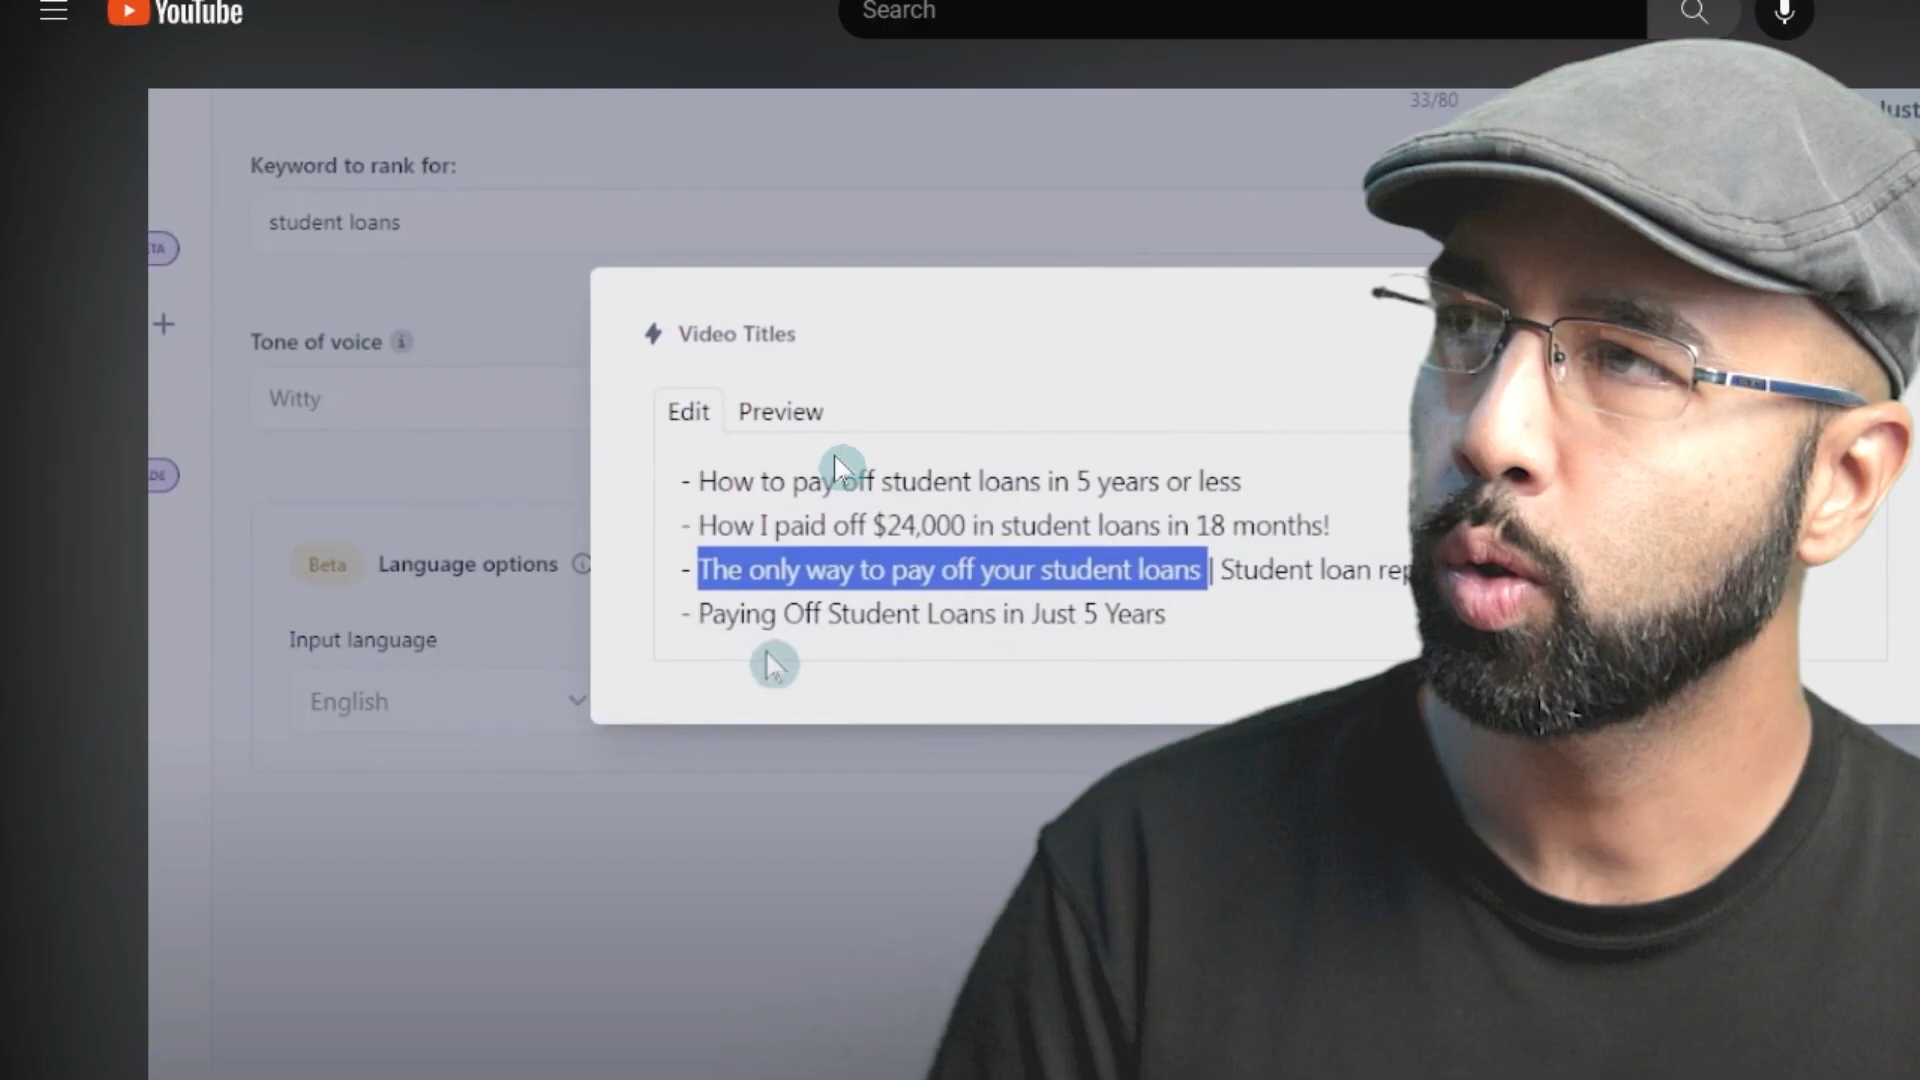 YouTube
Search
33/80
Just
Keyword to rank for:
student loans
Tone of voice
Witty
Beta Language options
Input language
English
Video Titles
Edit Preview
- How to pay off student loans in 5 years or less
- How I paid off $24,000 in student loans in 18 months!
- The only way to pay off your student loans | Student loan
- Paying Off Student Loans in Just 5 Years